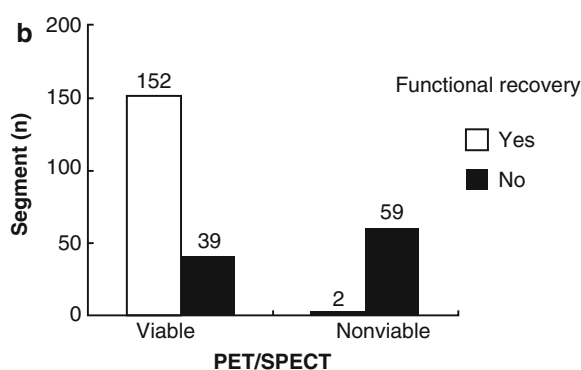 b
200
150
100
50
0
Segment (n)
152
39
2
59
Functional recovery
Yes
No
Viable
Nonviable
PET/SPECT